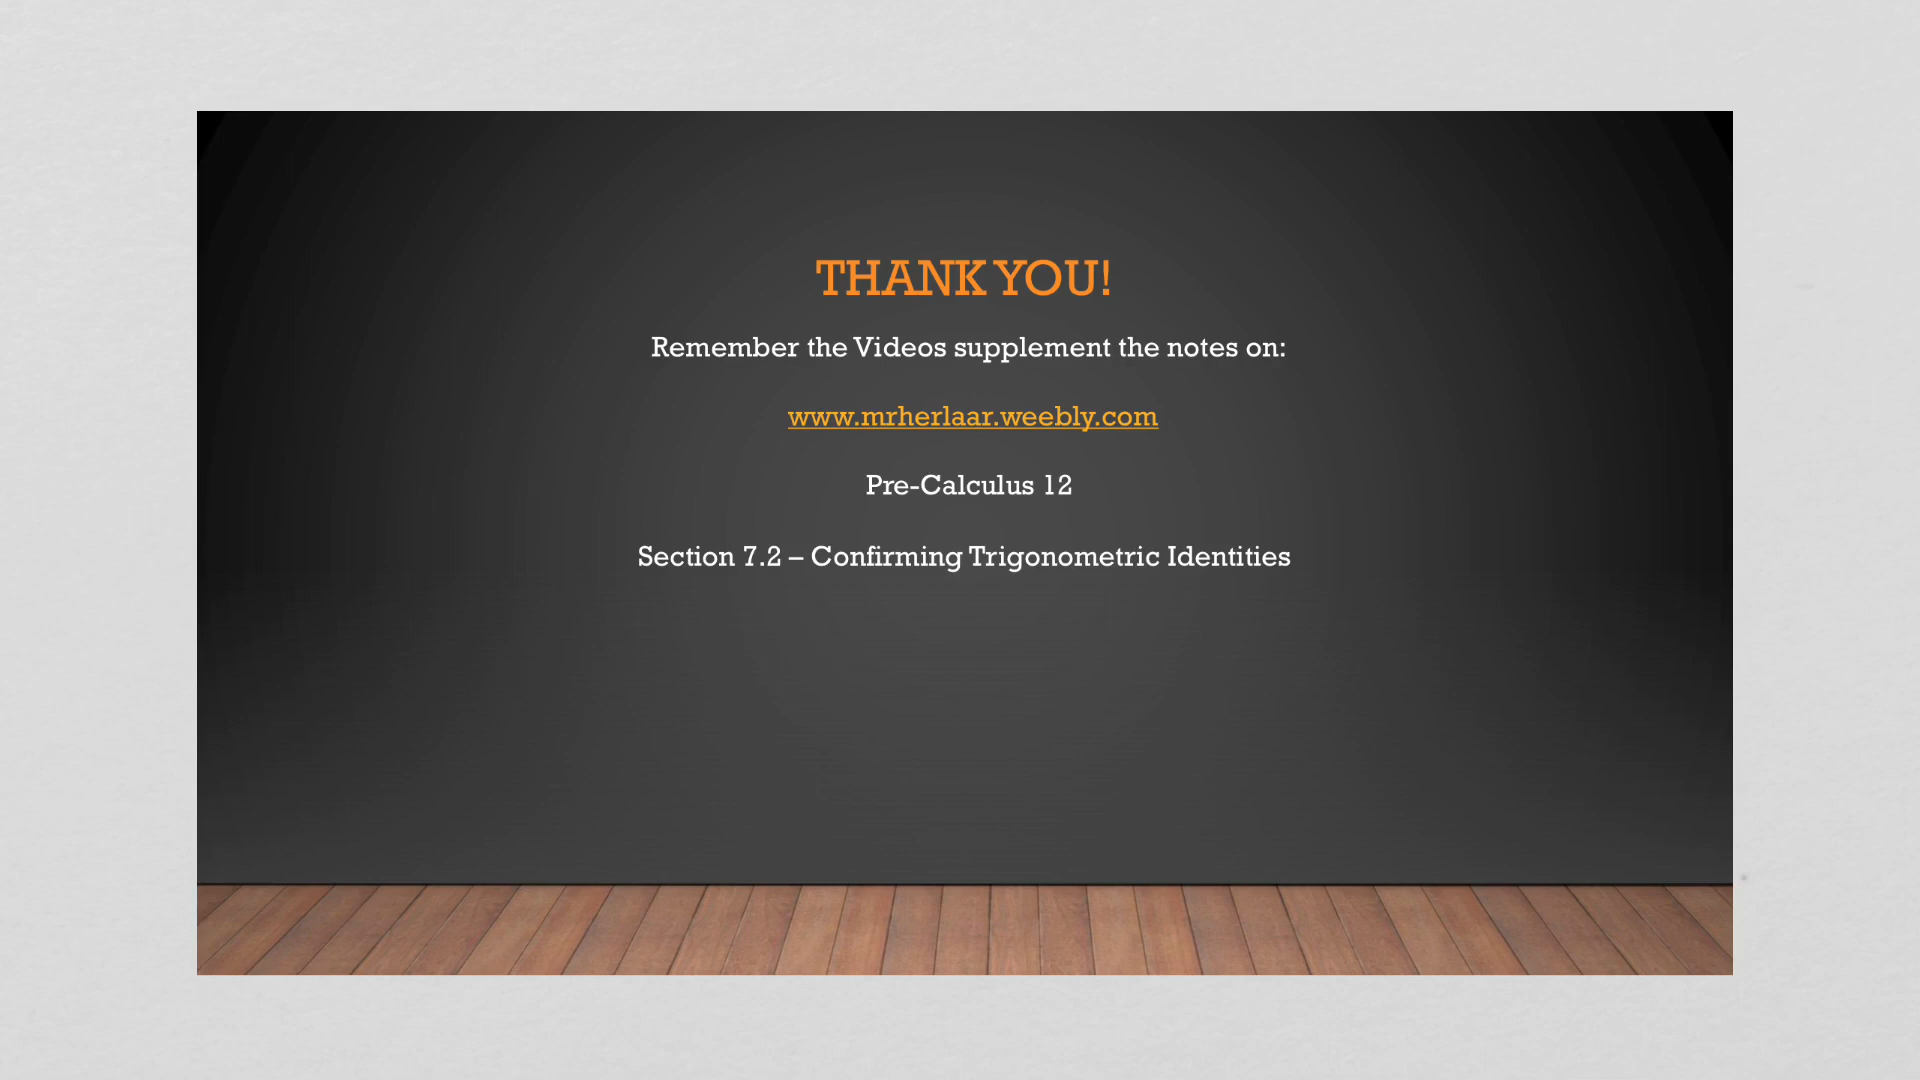 THANK YOU!
Remember the Videos supplement the notes on:
www.mrherlaar.weebly.com
Pre-Calculus 12
Section 7.2 – Confirming Trigonometric Identities